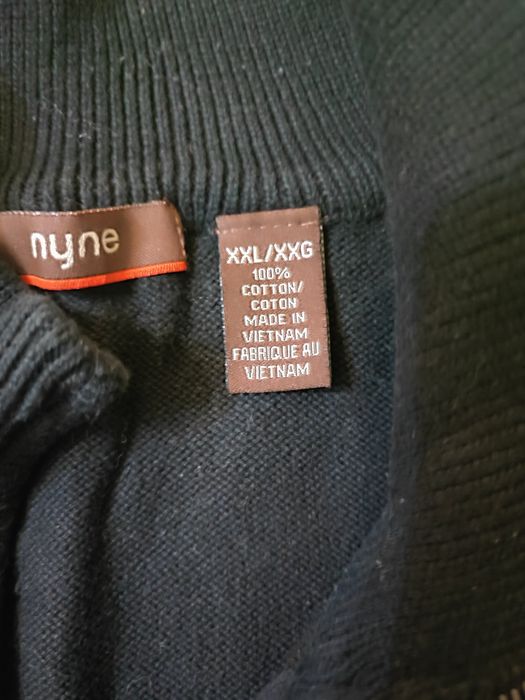 nyne
XXL/XXG
100%
COTTON/
COTON
MADE IN
VIETNAM
FABRIQUE AU
VIETNAM